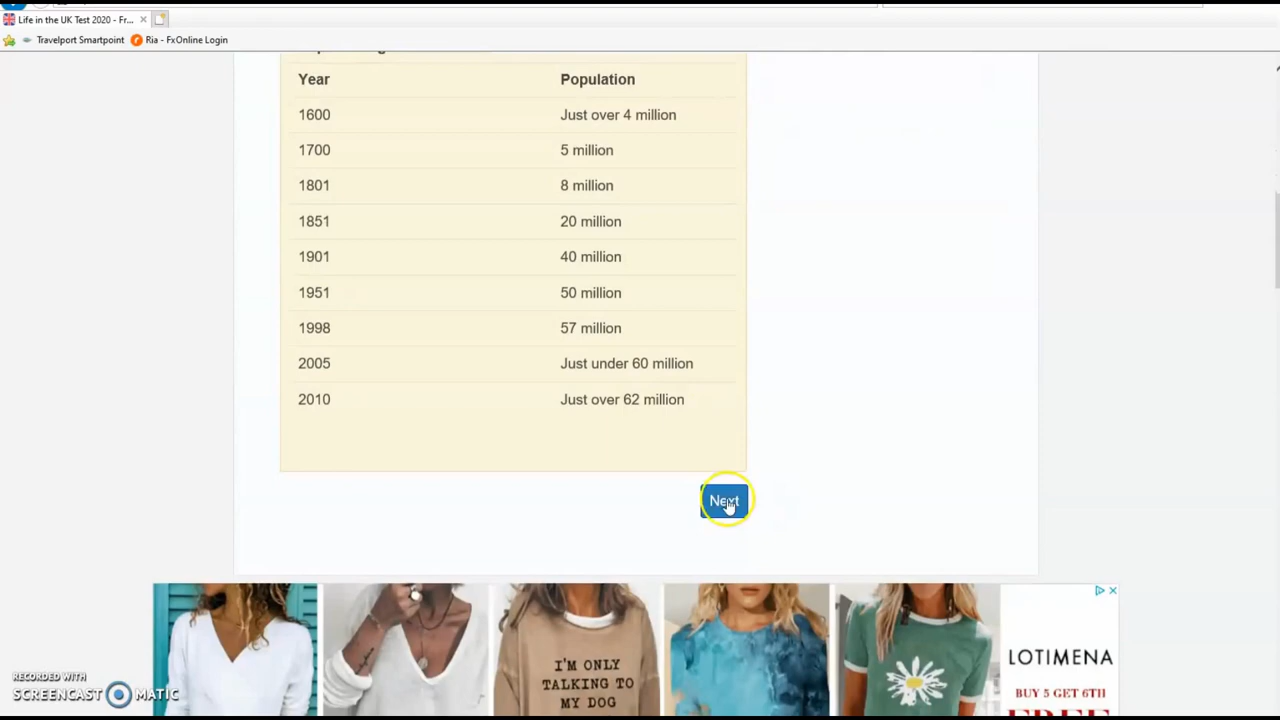 Life in the UK Test 2020 - Fr...
Travelport Smartpoint
Ria - FxOnline Login
Year Population
1600 Just over 4 million
1700 5 million
1801 8 million
1851 20 million
1901 40 million
1951 50 million
1998 57 million
2005 Just under 60 million
2010 Just over 62 million
Next
I'M ONLY
TALKING TO
MY DOG
LOTIMENA
BUY 5 GET 6TH
FREE
RECORDED WITH
SCREENCAST MATIC